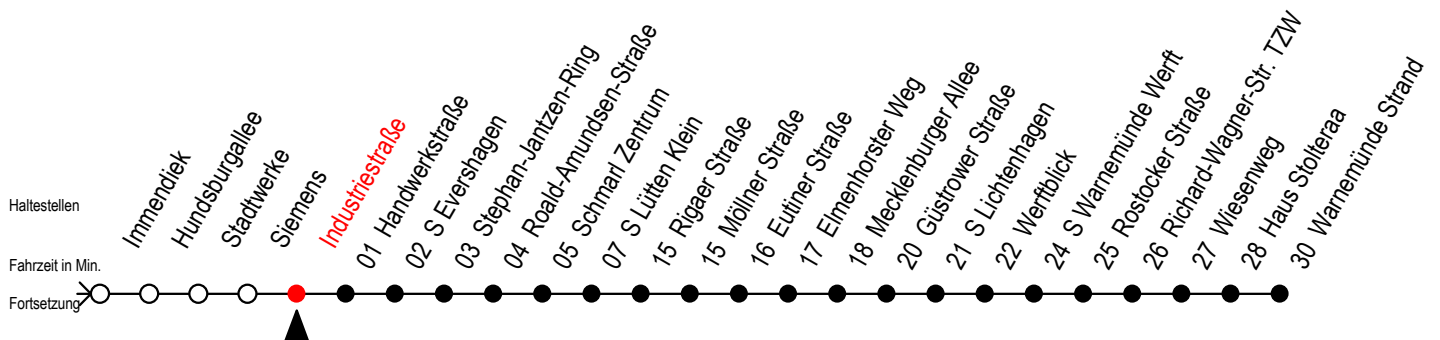 Haltestellen
Fahrzeit in Min.
Fortsetzung
Immendiek
Hundsburgallee
Stadtwerke
Siemens
Industriestraße
01 Handwerkstraße
02 S Evershagen
03 Stephan-Jantzen-Ring
04 Roald-Amundsen-Straße
05 Schmarl Zentrum
07 S Lütten Klein
15 Rigaer Straße
15 Möllner Straße
16 Eutiner Straße
17 Elmenhorster Weg
18 Mecklenburger Allee
20 Güstrower Straße
21 S Lichtenhagen
22 Werftblick
24 S Warnemünde Werft
25 Rostocker Straße
26 Richard-Wagner-Str. TZW
27 Wiesenweg
28 Haus Stolteraa
30 Warnemünde Strand